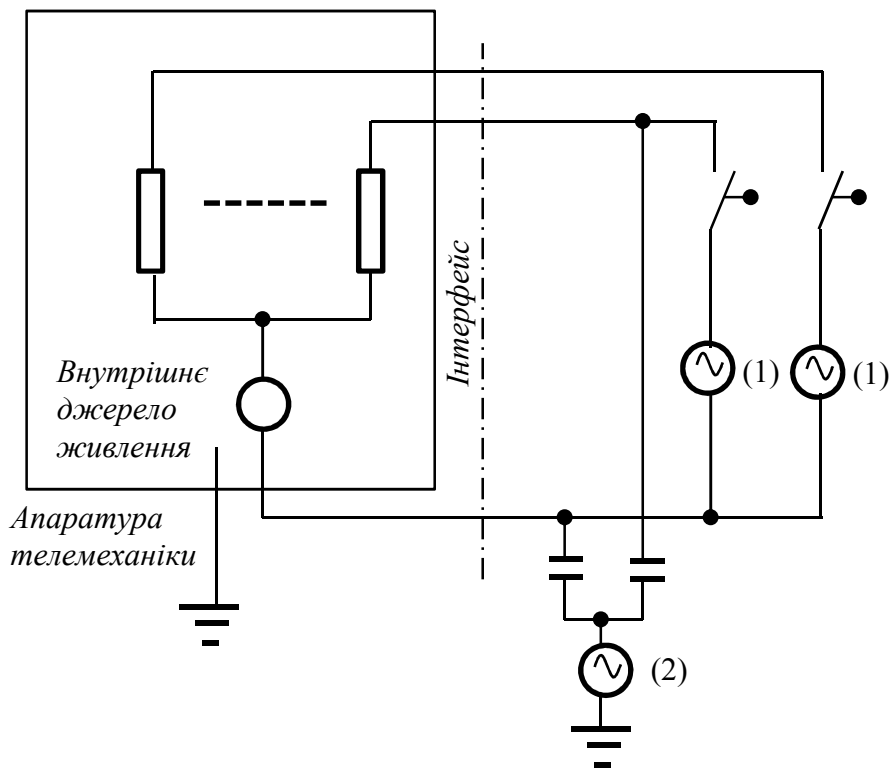 Внутрішнє
джерело
живлення
Інтерфейс
(1)
(1)
Апаратура
телемеханіки
(2)